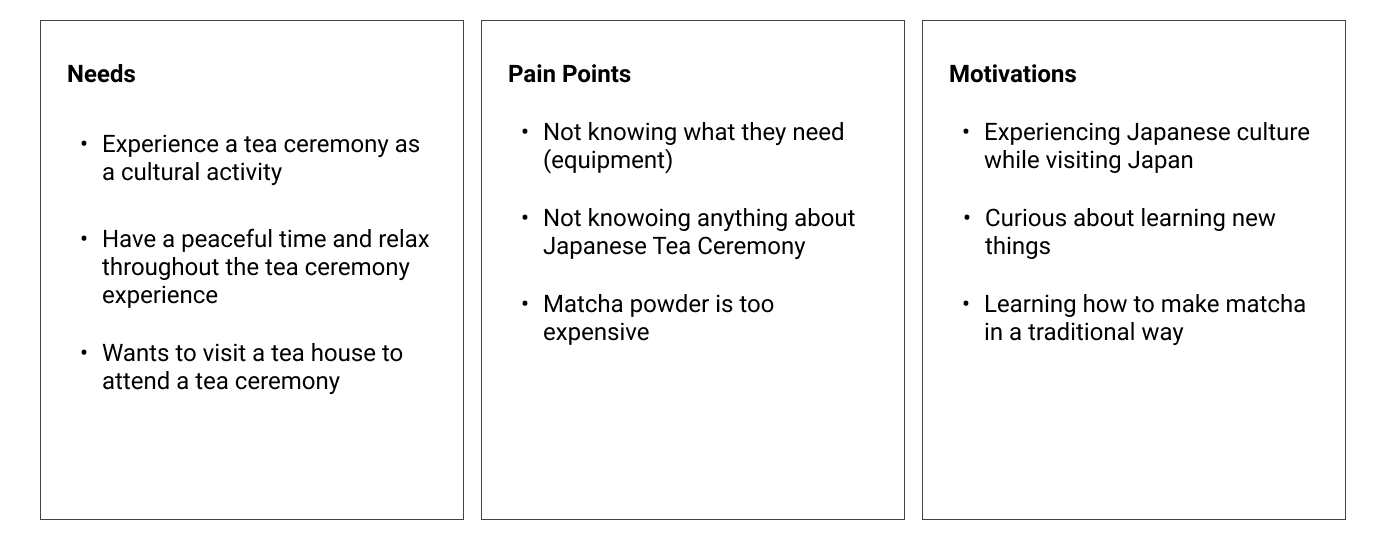 Needs
• Experience a tea ceremony as
a cultural activity
• Have a peaceful time and relax
throughout the tea ceremony
experience
• Wants to visit a tea house to
attend a tea ceremony
Pain Points
• Not knowing what they need
(equipment)
• Not knowoing anything about
Japanese Tea Ceremony
• Matcha powder is too
expensive
Motivations
• Experiencing Japanese culture
while visiting Japan
• Curious about learning new
things
• Learning how to make matcha
in a traditional way